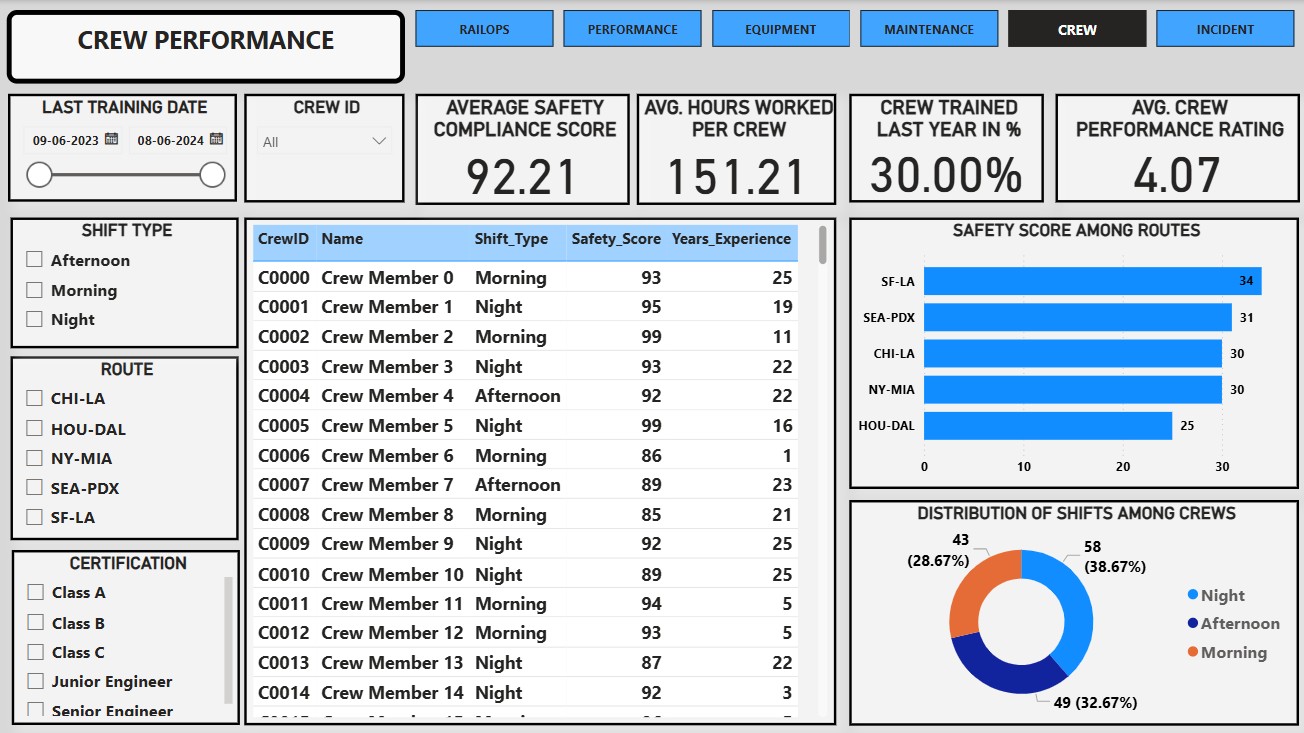 CREW PERFORMANCE
RAILOPS
PERFORMANCE
EQUIPMENT
MAINTENANCE
CREW
INCIDENT
LAST TRAINING DATE
09-06-2023
08-06-2024
CREW ID
All
AVERAGE SAFETY
COMPLIANCE SCORE
92.21
AVG. HOURS WORKED
PER CREW
151.21
CREW TRAINED
LAST YEAR IN %
30.00%
AVG. CREW
PERFORMANCE RATING
4.07
SHIFT TYPE
Afternoon
Morning
Night
ROUTE
CHI-LA
HOU-DAL
NY-MIA
SEA-PDX
SF-LA
CERTIFICATION
Class A
Class B
Class C
Junior Engineer
Senior Engineer
CrewID Name Shift_Type Safety_Score Years_Experience
C0000 Crew Member 0 Morning 93 25
C0001 Crew Member 1 Night 95 19
C0002 Crew Member 2 Morning 99 11
C0003 Crew Member 3 Night 93 22
C0004 Crew Member 4 Afternoon 92 22
C0005 Crew Member 5 Night 99 16
C0006 Crew Member 6 Morning 86 1
C0007 Crew Member 7 Afternoon 89 23
C0008 Crew Member 8 Morning 85 21
C0009 Crew Member 9 Night 92 25
C0010 Crew Member 10 Night 89 25
C0011 Crew Member 11 Morning 94 5
C0012 Crew Member 12 Morning 93 5
C0013 Crew Member 13 Night 87 22
C0014 Crew Member 14 Night 92 3
SAFETY SCORE AMONG ROUTES
SF-LA 34
SEA-PDX 31
CHI-LA 30
NY-MIA 30
HOU-DAL 25
0 10 20 30
DISTRIBUTION OF SHIFTS AMONG CREWS
43
(28.67%)
58
(38.67%)
49 (32.67%)
Night
Afternoon
Morning